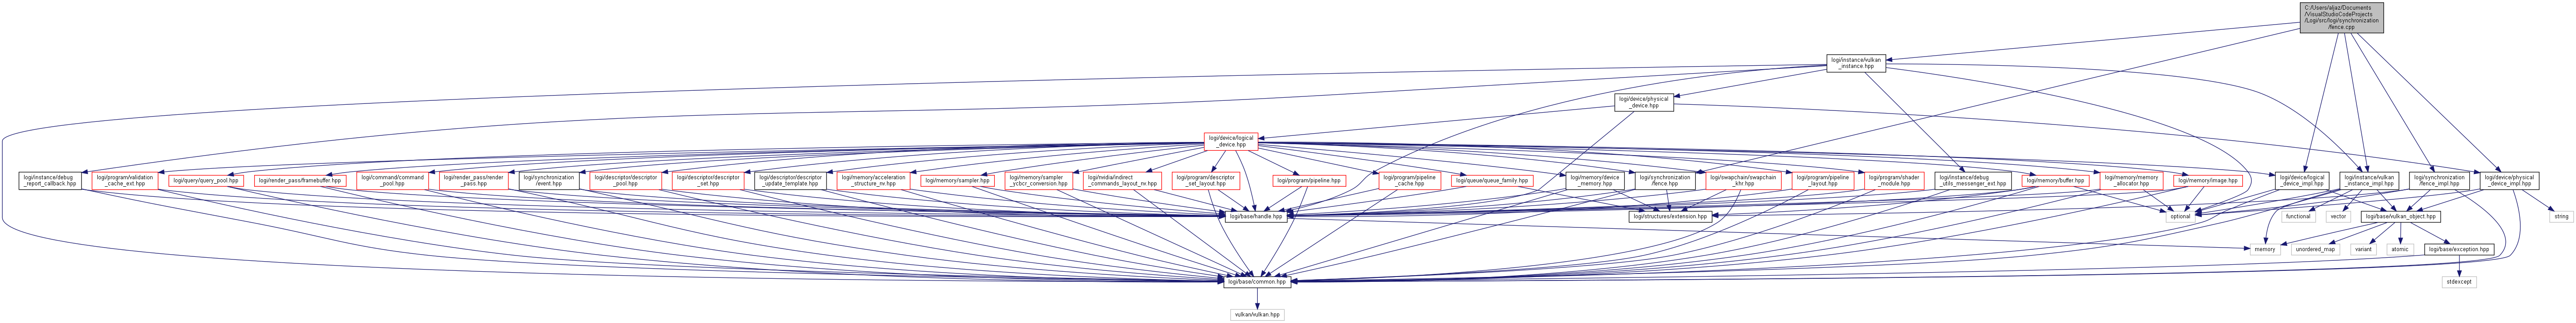 C:/Users/aljaz/Documents
/VisualStudioCodeProjects
/Logi/src/logi/synchronization
/fence.cpp
logi/instance/vulkan
_instance.hpp
logi/device/physical
_device.hpp
logi/device/logical
_device.hpp
logi/instance/debug
_report_callback.hpp
logi/program/validation
_cache_ext.hpp
logi/query/query_pool.hpp
logi/render_pass/framebuffer.hpp
logi/command/command
_pool.hpp
logi/render_pass/render
_pass.hpp
logi/synchronization
/event.hpp
logi/descriptor/descriptor
_pool.hpp
logi/descriptor/descriptor
_set.hpp
logi/descriptor/descriptor
_update_template.hpp
logi/memory/acceleration
_structure_nv.hpp
logi/memory/sampler.hpp
logi/memory/sampler
_ycbcr_conversion.hpp
logi/nvidia/indirect
_commands_layout_nv.hpp
logi/program/descriptor
_set_layout.hpp
logi/program/pipeline.hpp
logi/program/pipeline
_cache.hpp
logi/queue/queue_family.hpp
logi/memory/device
_memory.hpp
logi/synchronization
/fence.hpp
logi/swapchain/swapchain
_khr.hpp
logi/program/pipeline
_layout.hpp
logi/program/shader
_module.hpp
logi/instance/debug
_utils_messenger_ext.hpp
logi/memory/buffer.hpp
logi/memory/memory
_allocator.hpp
logi/memory/image.hpp
logi/device/logical
_device_impl.hpp
logi/instance/vulkan
_instance_impl.hpp
logi/synchronization
/fence_impl.hpp
logi/device/physical
_device_impl.hpp
logi/base/handle.hpp
logi/structures/extension.hpp
optional
functional
vector
logi/base/vulkan_object.hpp
string
memory
unordered_map
variant
atomic
logi/base/exception.hpp
logi/base/common.hpp
stdexcept
vulkan/vulkan.hpp